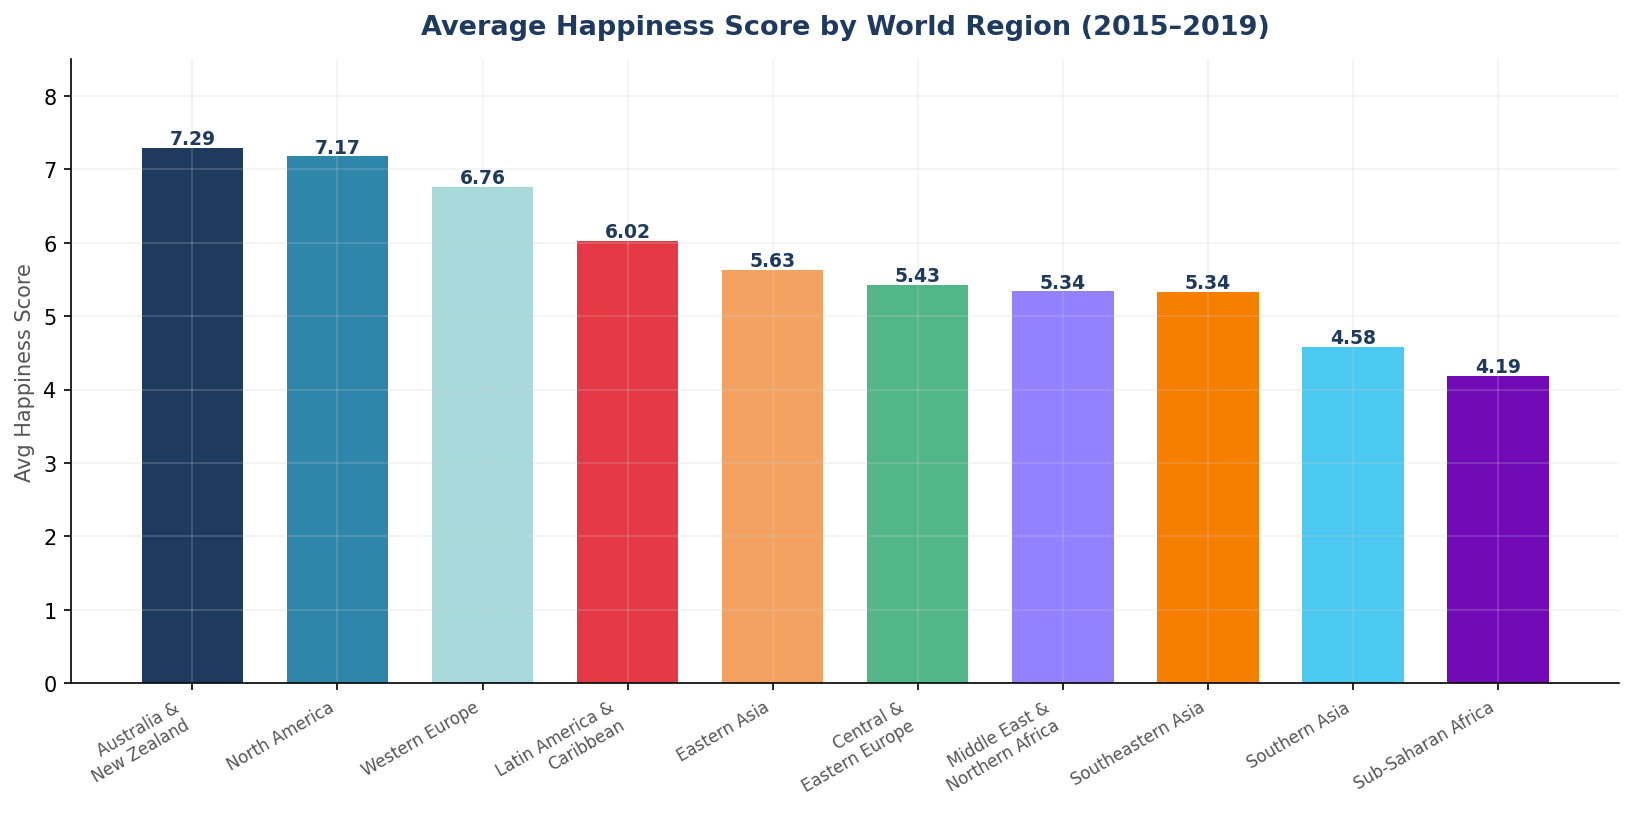 Average Happiness Score by World Region (2015–2019)
Avg Happiness Score
8
7
6
5
4
3
2
1
0
7.29
7.17
6.76
6.02
5.63
5.43
5.34
5.34
4.58
4.19
Australia &
New Zealand
North America
Western Europe
Latin America &
Caribbean
Eastern Asia
Central &
Eastern Europe
Middle East &
Northern Africa
Southeastern Asia
Southern Asia
Sub-Saharan Africa